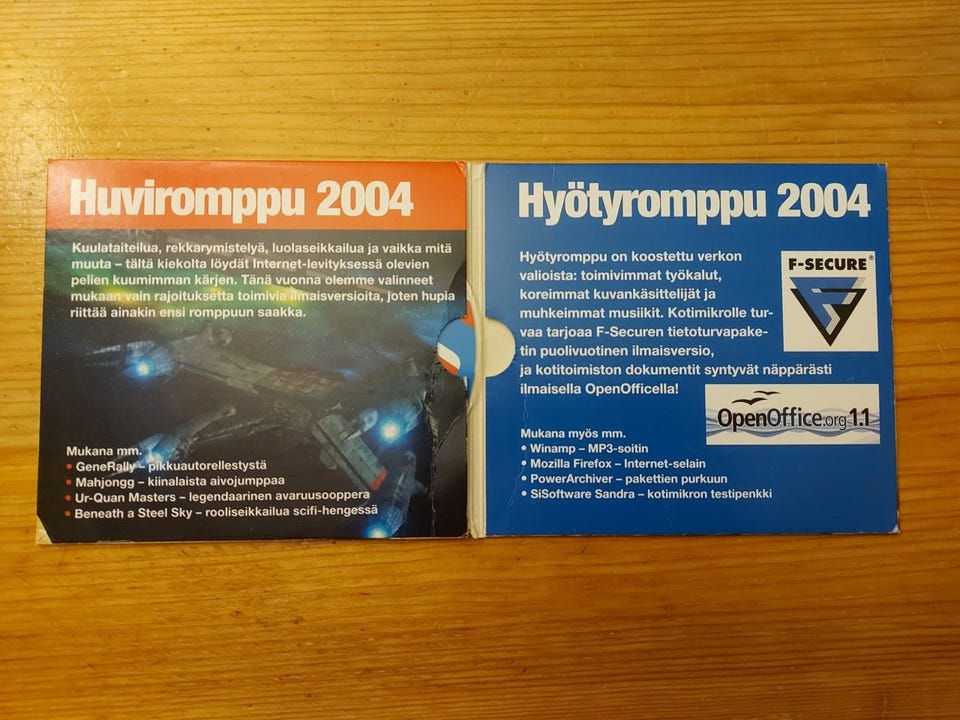 Huviromppu 2004
Kuulataiteilua, rekkarymistelyä, luolaseikkailua ja vaikka mitä
muuta – tältä kiekolta löydät Internet-levityksessä olevien
pelien kuumimman kärjen. Tänä vuonna olemme valinneet
mukaan vain rajoituksetta toimivia ilmaisversioita, joten hupia
riittää ainakin ensi romppuun saakka.
Mukana mm.
• GeneRally – pikkuautorellestystä
• Mahjongg – kiinalaista aivojumppaa
• Ur-Quan Masters – legendaarinen avaruusooppera
• Beneath a Steel Sky – rooliseikkailua scifi-hengessä
Hyötyromppu 2004
Hyötyromppu on koostettu verkon
valioista: toimivimmat työkalut,
koreimmat kuvankäsittelijät ja
muhkeimmat musiikit. Kotimikrolle tur-
vaa tarjoaa F-Securen tietoturvapake-
tin puolivuotinen ilmaisversio,
ja kotitoimiston dokumentit syntyvät näppärästi
ilmaisella OpenOfficella!
F-SECURE®
OpenOffice.org 1.1
Mukana myös mm.
• Winamp – MP3-soitin
• Mozilla Firefox – Internet-selain
• PowerArchiver – pakettien purkuun
• SiSoftware Sandra – kotimikron testipenkki